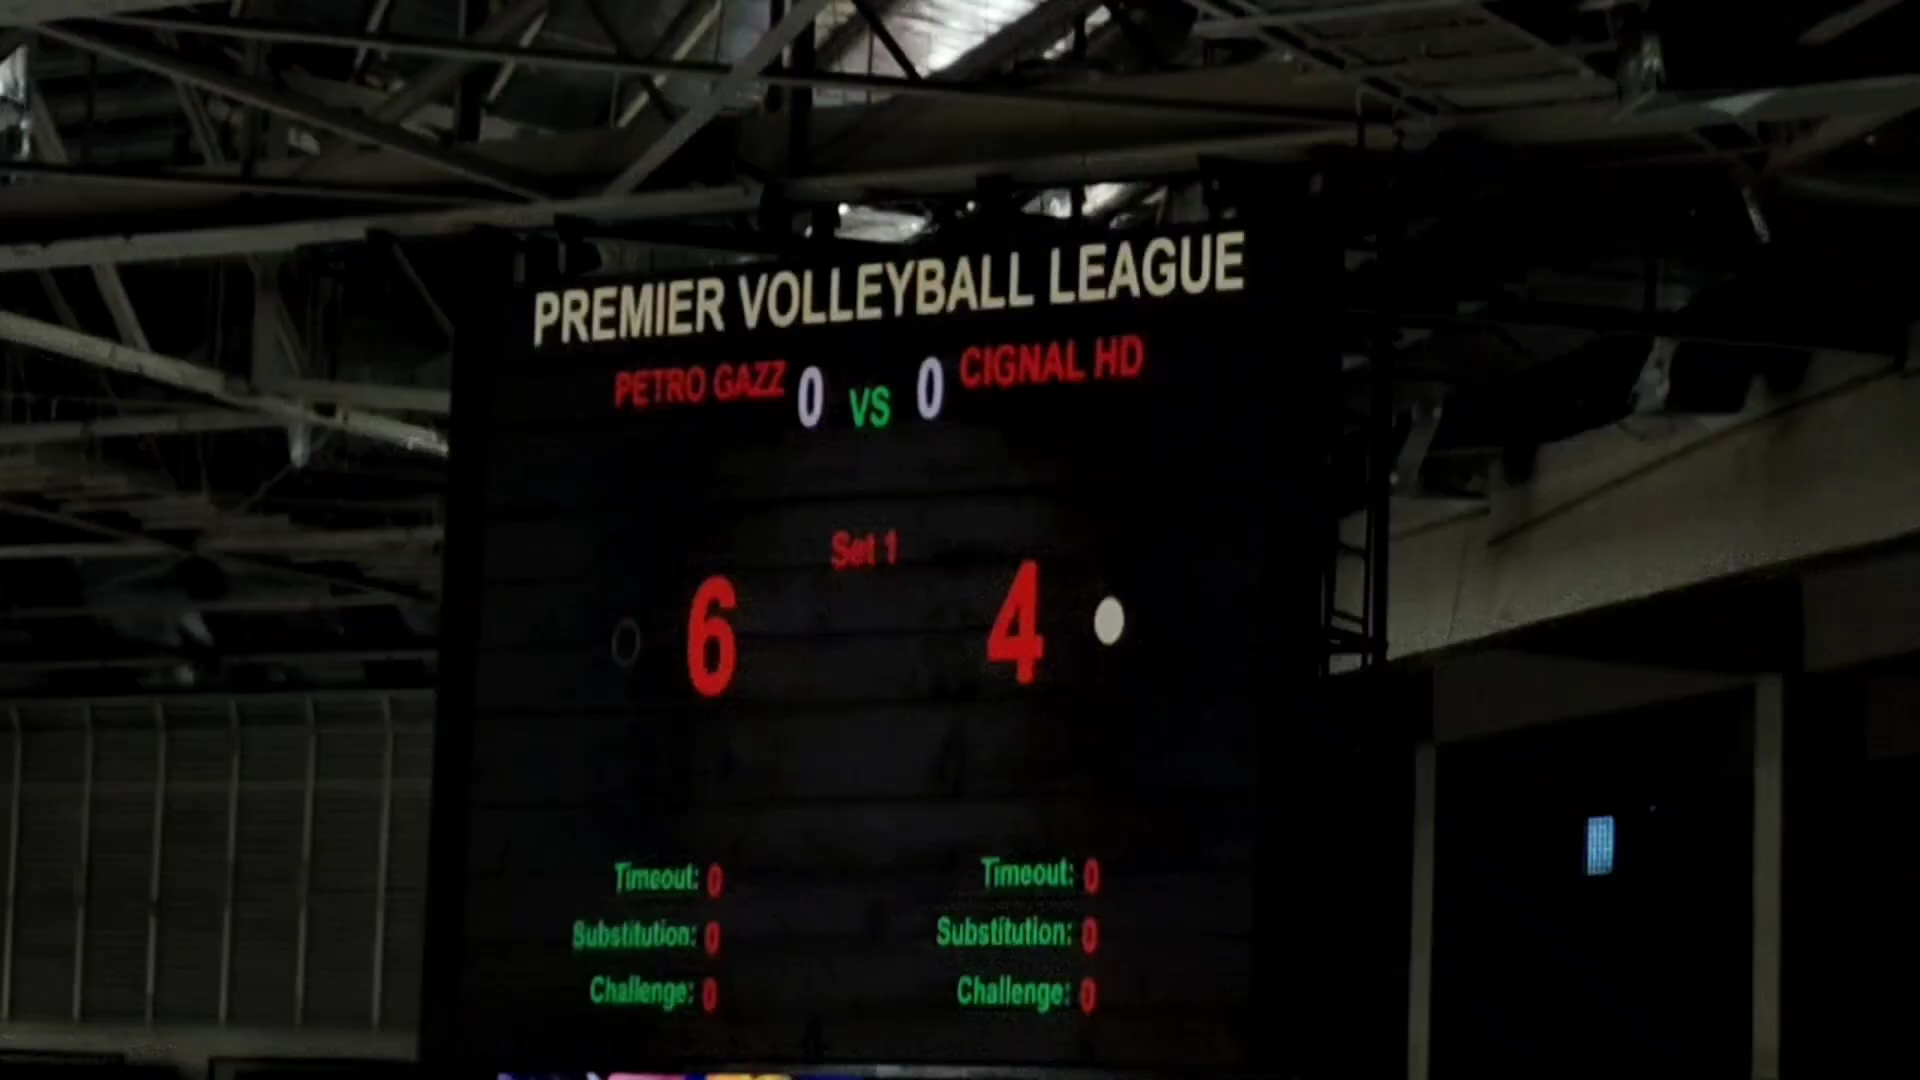 PREMIER VOLLEYBALL LEAGUE
PETRO GAZZ 0 VS 0 CIGNAL HD
Set 1
6 4
Timeout: 0 Timeout: 0
Substitution: 0 Substitution: 0
Challenge: 0 Challenge: 0